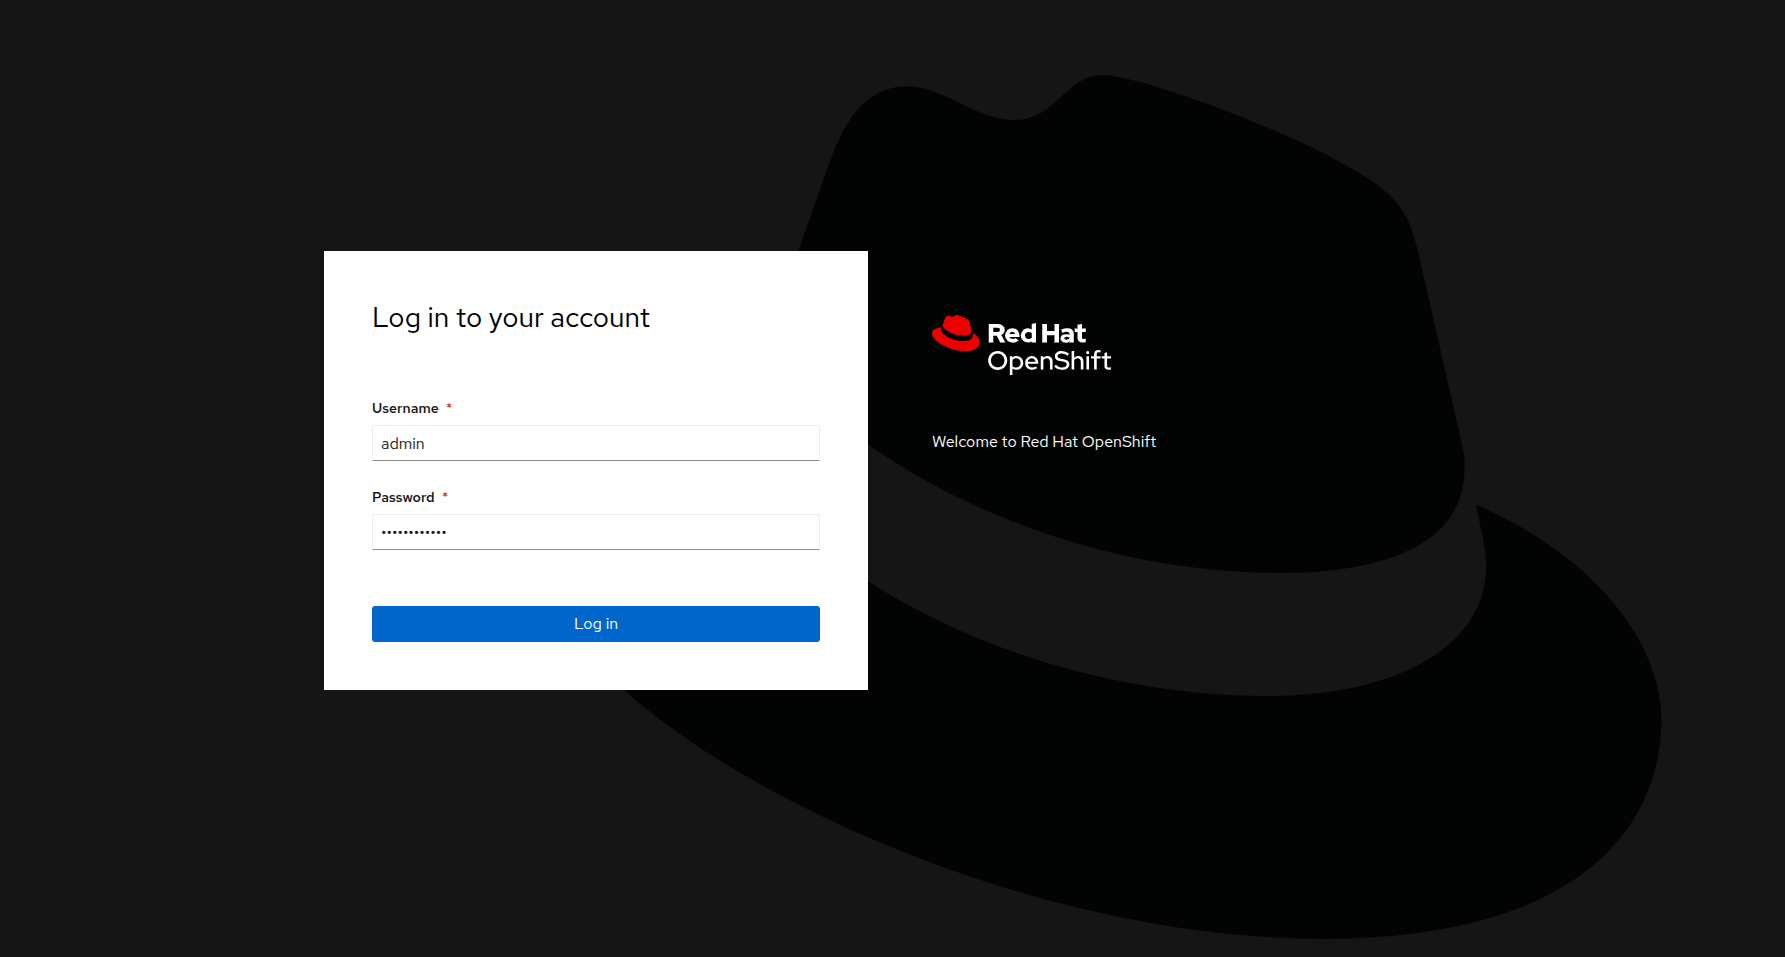 Log in to your account
Username *
admin
Password *
••••••••••••
Log in
Red Hat
OpenShift
Welcome to Red Hat OpenShift